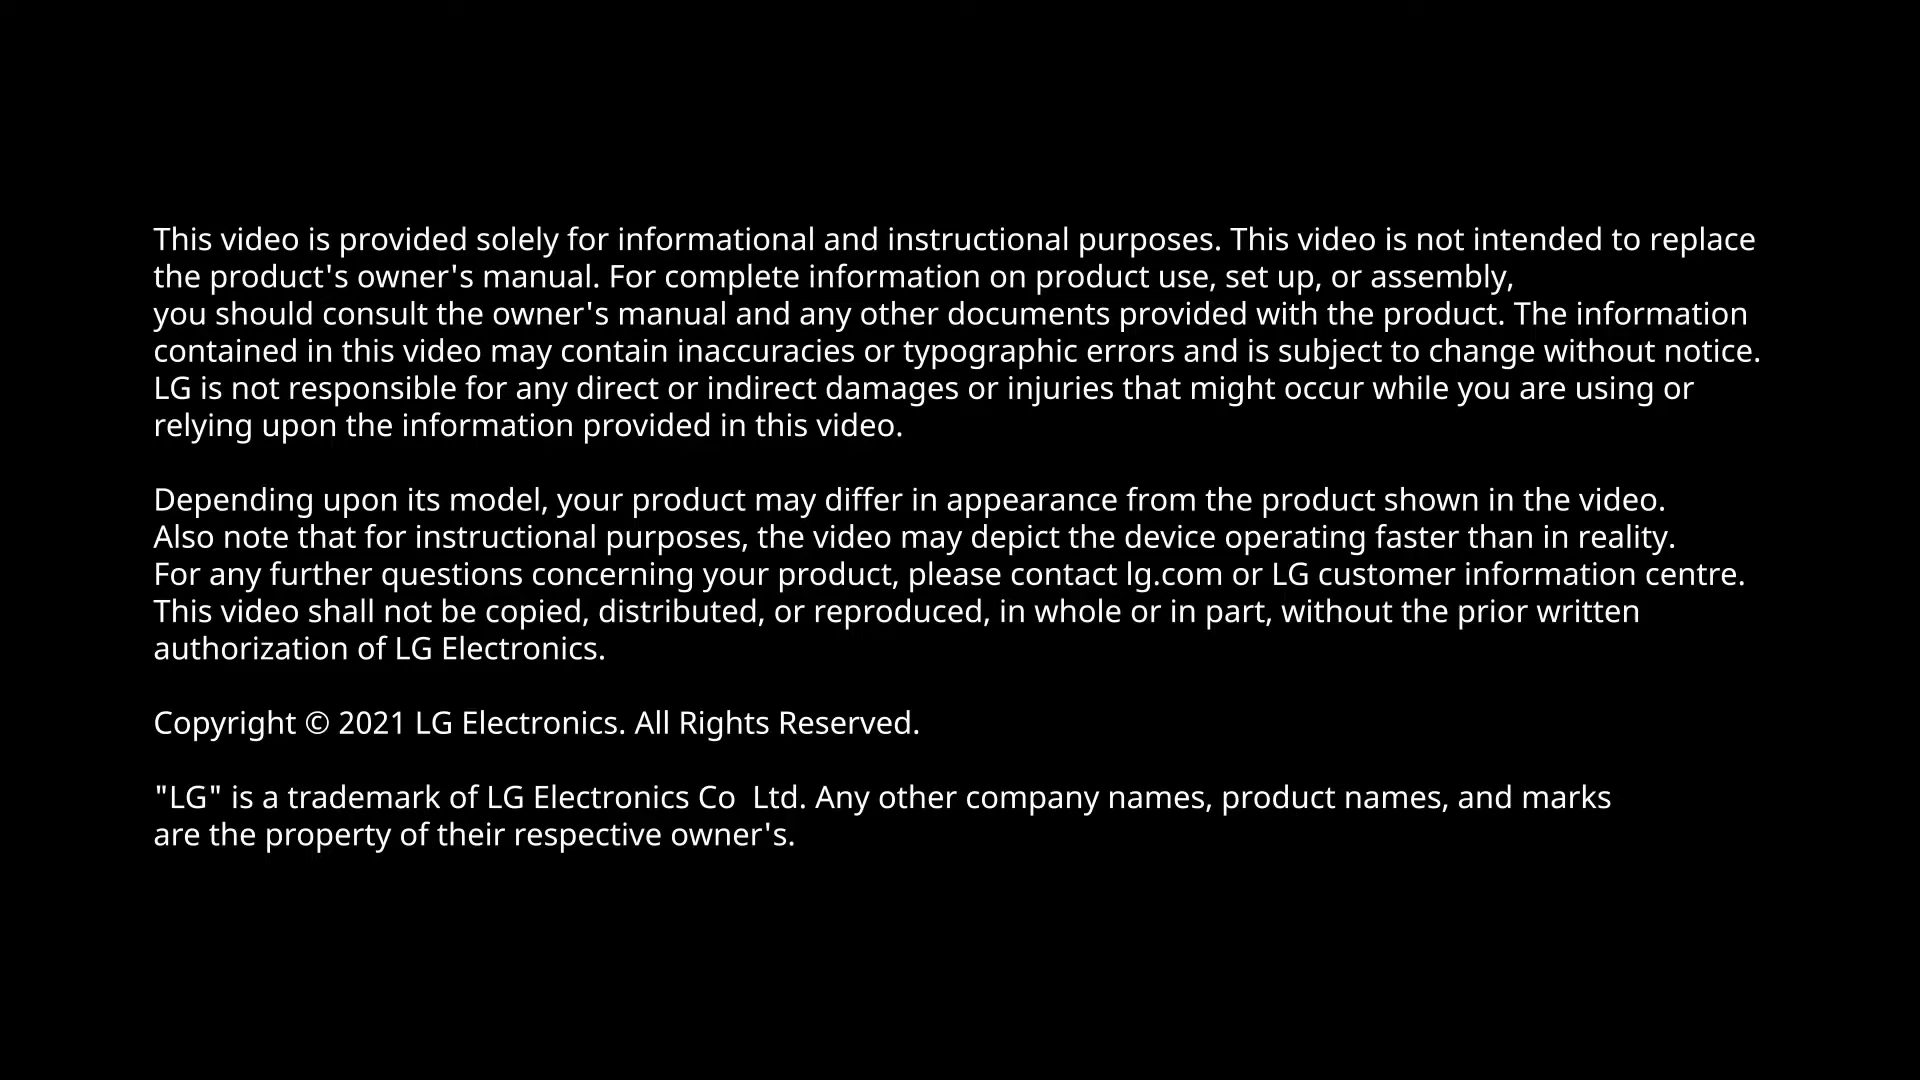 This video is provided solely for informational and instructional purposes. This video is not intended to replace
the product's owner's manual. For complete information on product use, set up, or assembly,
you should consult the owner's manual and any other documents provided with the product. The information
contained in this video may contain inaccuracies or typographic errors and is subject to change without notice.
LG is not responsible for any direct or indirect damages or injuries that might occur while you are using or
relying upon the information provided in this video.
Depending upon its model, your product may differ in appearance from the product shown in the video.
Also note that for instructional purposes, the video may depict the device operating faster than in reality.
For any further questions concerning your product, please contact lg.com or LG customer information centre.
This video shall not be copied, distributed, or reproduced, in whole or in part, without the prior written
authorization of LG Electronics.
Copyright © 2021 LG Electronics. All Rights Reserved.
"LG" is a trademark of LG Electronics Co  Ltd. Any other company names, product names, and marks
are the property of their respective owner's.